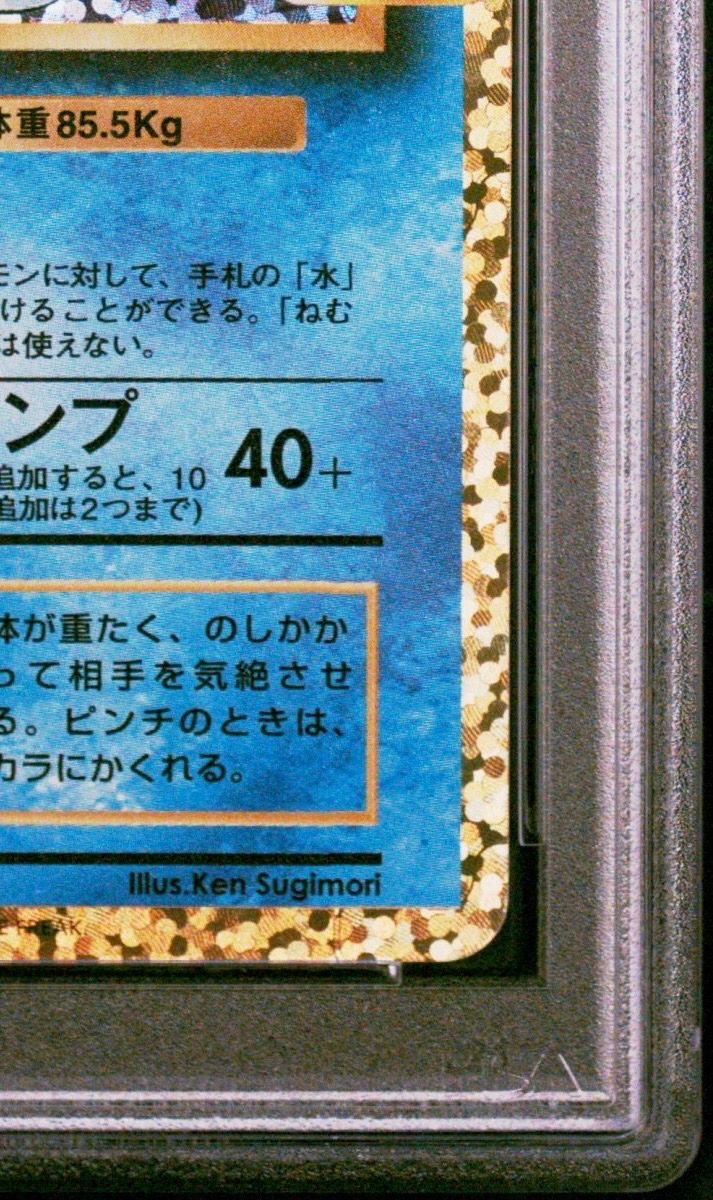 体重85.5Kg
モンに対して、手札の「水」
けることができる。「ねむ
は使えない。
ンプ
40+
追加すると、10
追加は2つまで)
体が重たく、のしかか
って相手を気絶させ
る。ピンチのときは、
カラにかくれる。
Illus.Ken Sugimori
FREAK